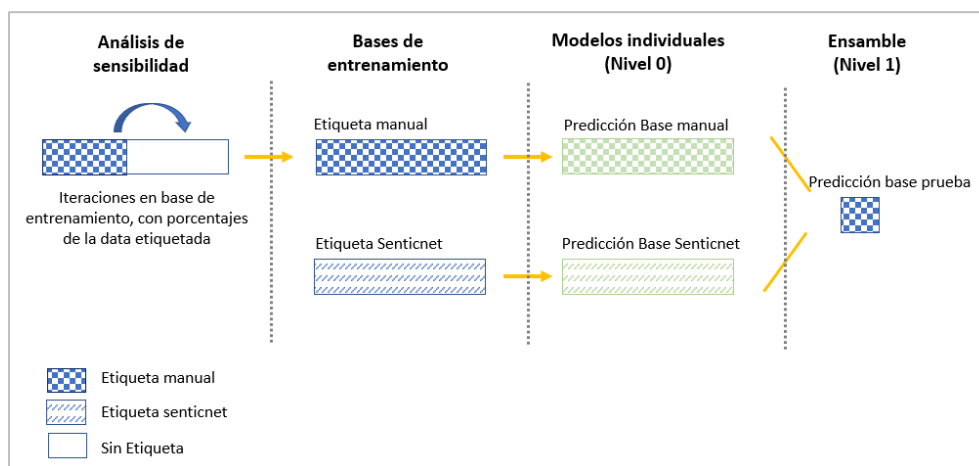 Análisis de
sensibilidad
Bases de
entrenamiento
Modelos individuales
(Nivel 0)
Ensamble
(Nivel 1)
Etiqueta manual
Predicción Base manual
Iteraciones en base de
entrenamiento, con porcentajes
de la data etiquetada
Predicción base prueba
Etiqueta Senticnet
Predicción Base Senticnet
Etiqueta manual
Etiqueta senticnet
Sin Etiqueta